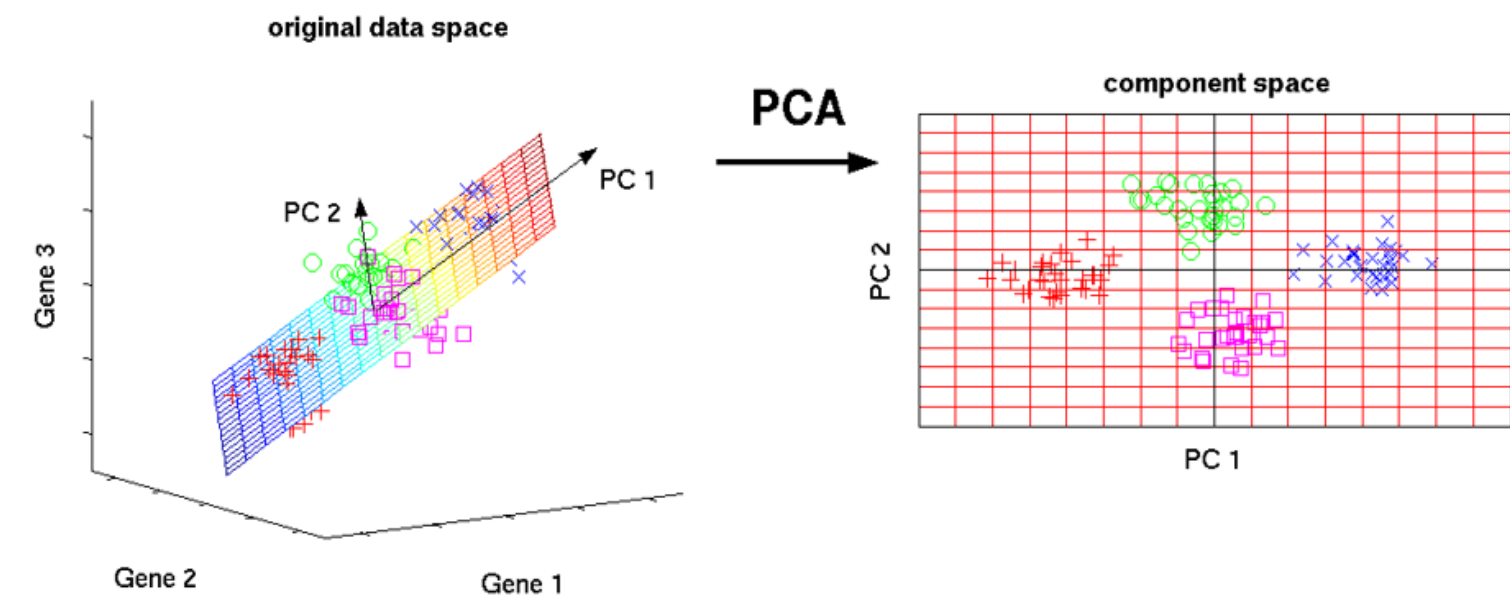 original data space
PC 1
PC 2
Gene 3
Gene 2
Gene 1
PCA
component space
PC 2
PC 1